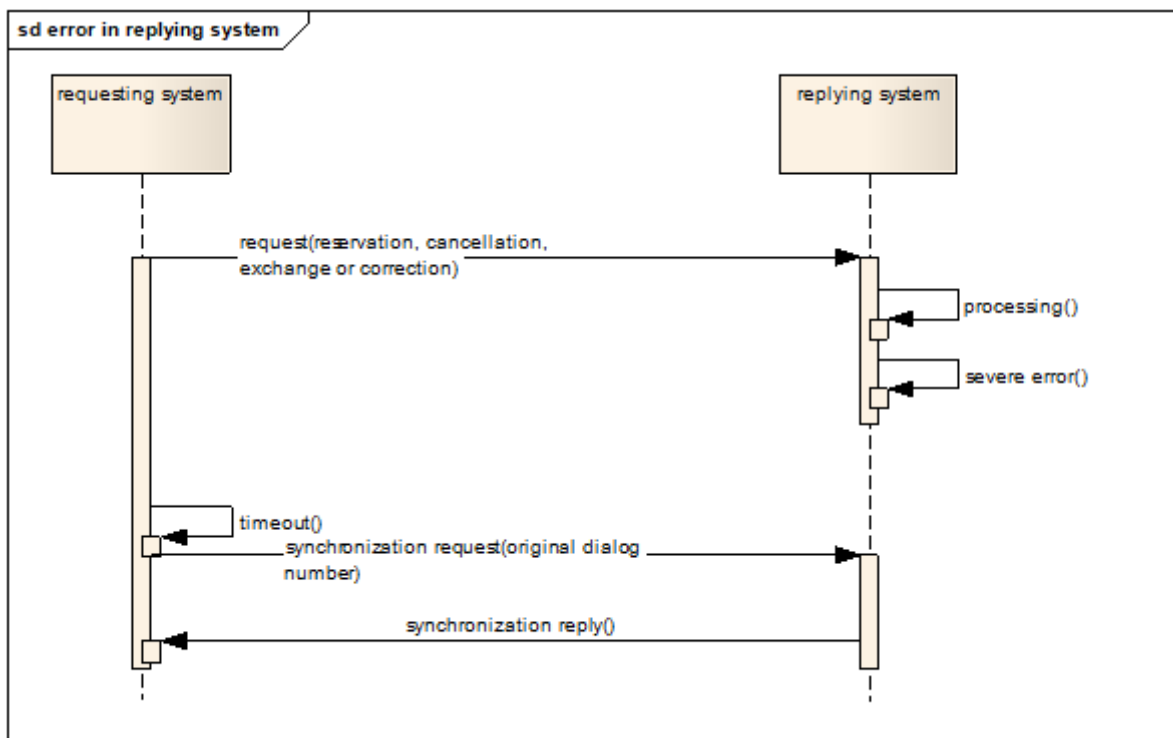 sd error in replying system
requesting system
replying system
request(reservation, cancellation,
exchange or correction)
processing()
severe error()
timeout()
synchronization request(original dialog
number)
synchronization reply()